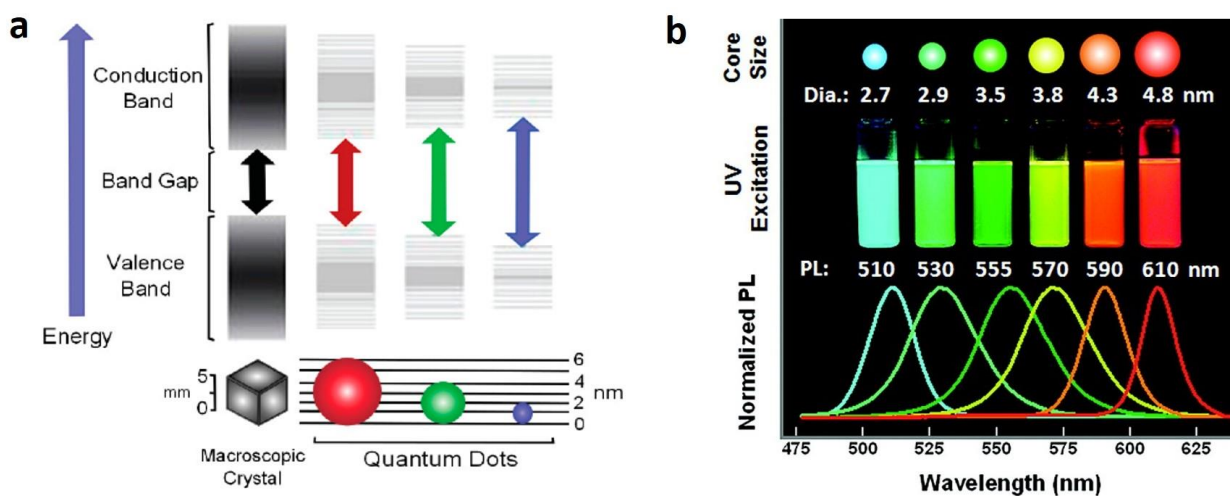 a
Conduction
Band
Band Gap
Valence
Band
Energy
5
mm
0
6
4
2
0
nm
Macroscopic
Crystal
Quantum Dots
b
Core
Size
Dia.: 2.7 2.9 3.5 3.8 4.3 4.8 nm
UV
Excitation
PL: 510 530 555 570 590 610 nm
Normalized PL
475 500 525 550 575 600 625
Wavelength (nm)